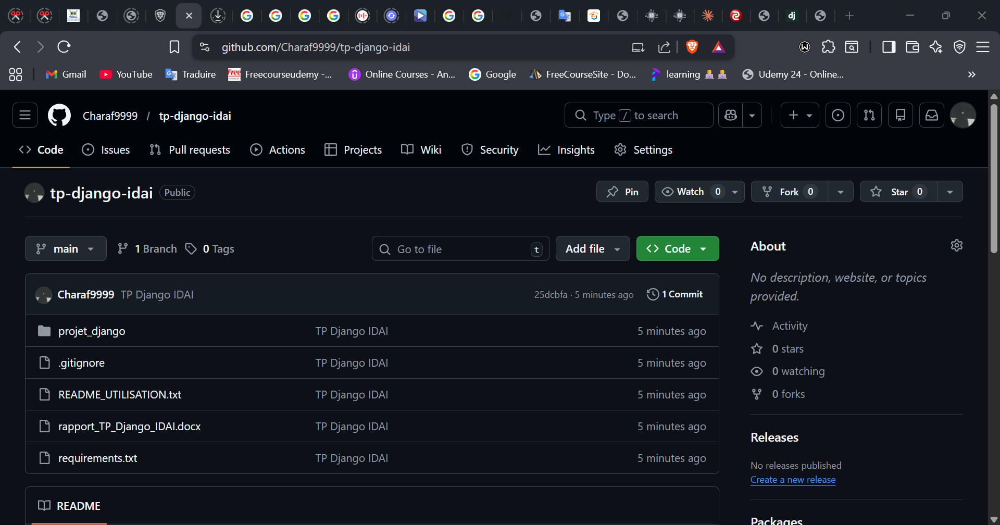 github.com/Charaf9999/tp-django-idai
Gmail
YouTube
Traduire
Freecourseudemy -...
Online Courses - An...
Google
FreeCourseSite - Do...
learning
Udemy 24 - Online...
Charaf9999 / tp-django-idai
Type / to search
Code
Issues
Pull requests
Actions
Projects
Wiki
Security
Insights
Settings
tp-django-idai Public
Pin
Watch 0
Fork 0
Star 0
main
1 Branch
0 Tags
Go to file t
Add file
Code
Charaf9999 TP Django IDAI 25dcbfa · 5 minutes ago 1 Commit
projet_django TP Django IDAI 5 minutes ago
.gitignore TP Django IDAI 5 minutes ago
README_UTILISATION.txt TP Django IDAI 5 minutes ago
rapport_TP_Django_IDAI.docx TP Django IDAI 5 minutes ago
requirements.txt TP Django IDAI 5 minutes ago
README
About
No description, website, or topics
provided.
Activity
0 stars
0 watching
0 forks
Releases
No releases published
Create a new release
Packages